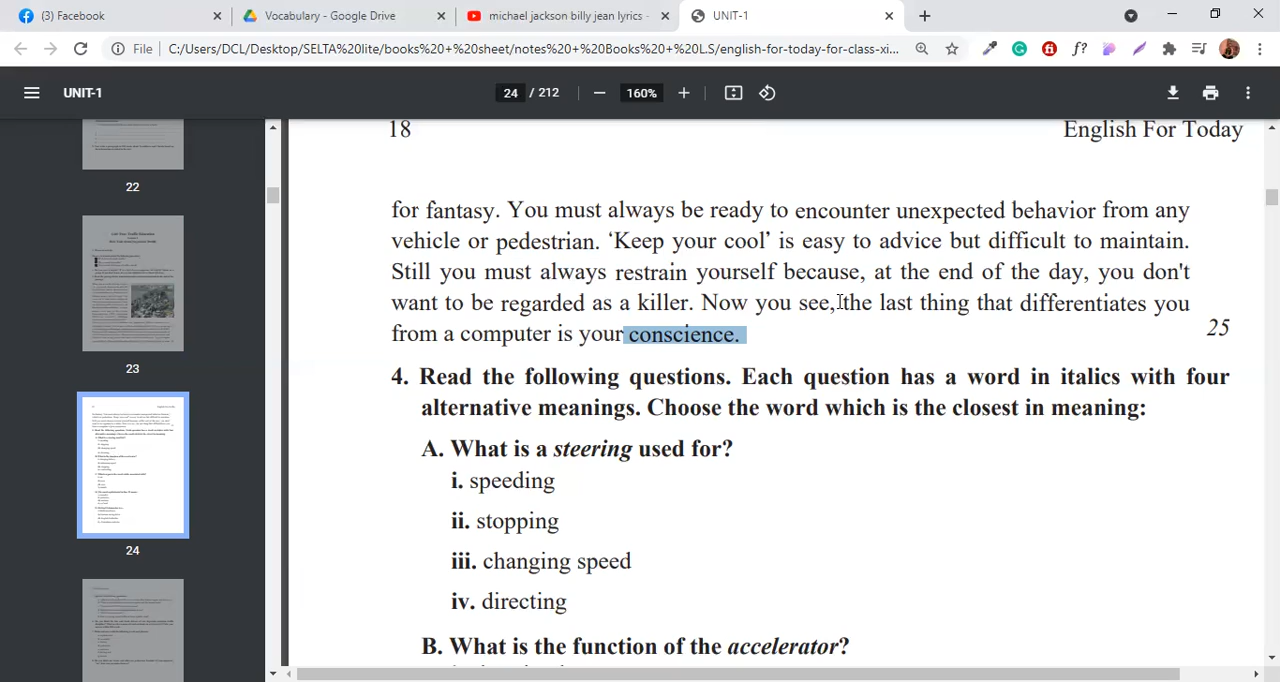 (3) Facebook
Vocabulary - Google Drive
michael jackson billy jean lyrics -
UNIT-1
File
C:/Users/DCL/Desktop/SELTA%20lite/books%20+%20sheet/notes%20+%20Books%20+%20L.S/english-for-today-for-class-xi...
f?
UNIT-1
24 / 212
160%
22
23
24
18
English For Today
for fantasy. You must always be ready to encounter unexpected behavior from any
vehicle or pedestrian. ‘Keep your cool’ is easy to advice but difficult to maintain.
Still you must always restrain yourself because, at the end of the day, you don't
want to be regarded as a killer. Now you see, the last thing that differentiates you
from a computer is your conscience.
25
4. Read the following questions. Each question has a word in italics with four
alternative meanings. Choose the word which is the closest in meaning:
A. What is a steering used for?
i. speeding
ii. stopping
iii. changing speed
iv. directing
B. What is the function of the accelerator?